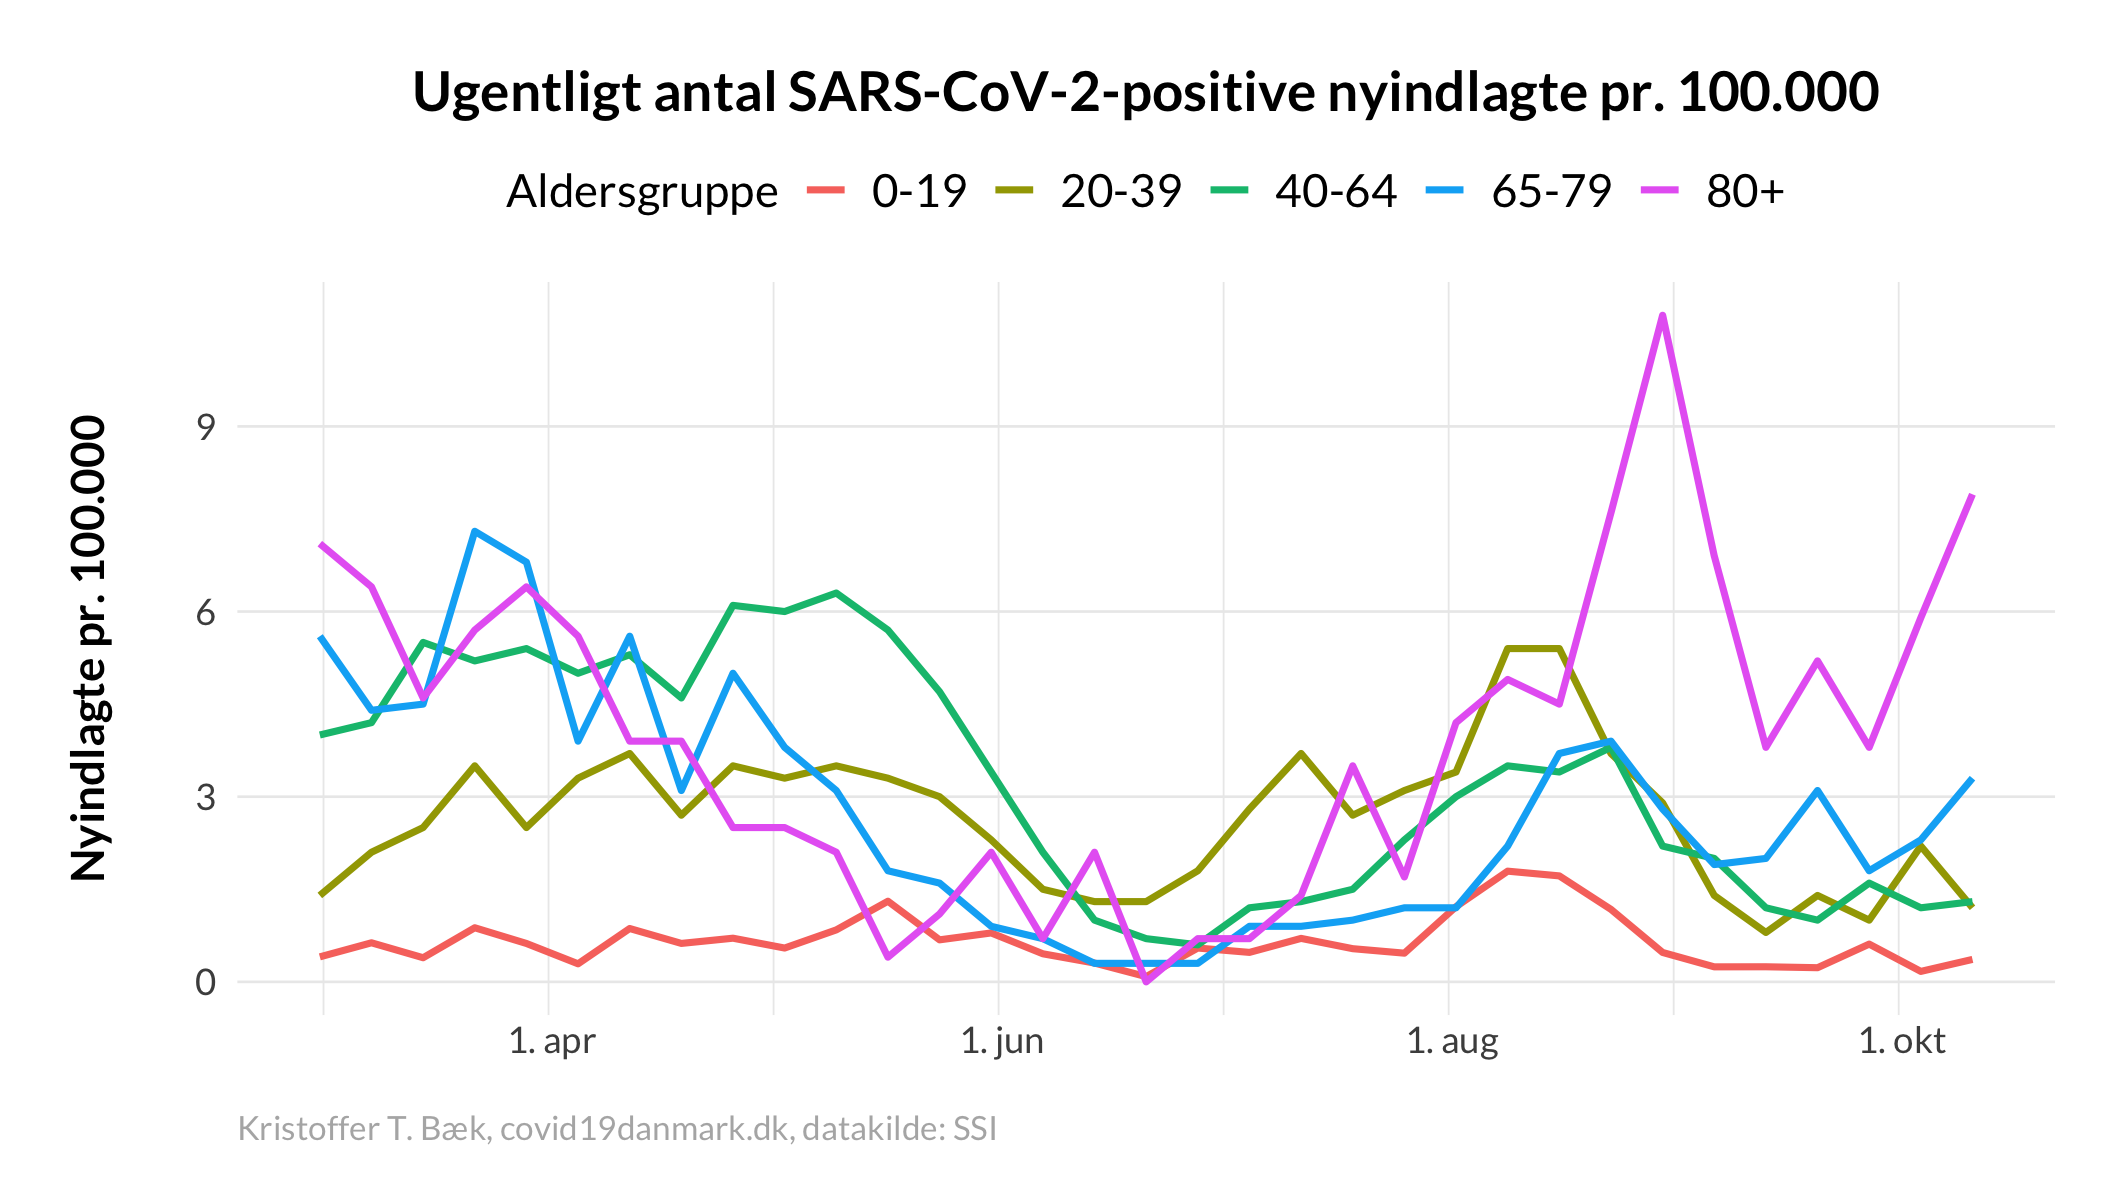 Ugentligt antal SARS-CoV-2-positive nyindlagte pr. 100.000
Aldersgruppe 0-19 20-39 40-64 65-79 80+
Nyindlagte pr. 100.000
9
6
3
0
1. apr 1. jun 1. aug 1. okt
Kristoffer T. Bæk, covid19danmark.dk, datakilde: SSI